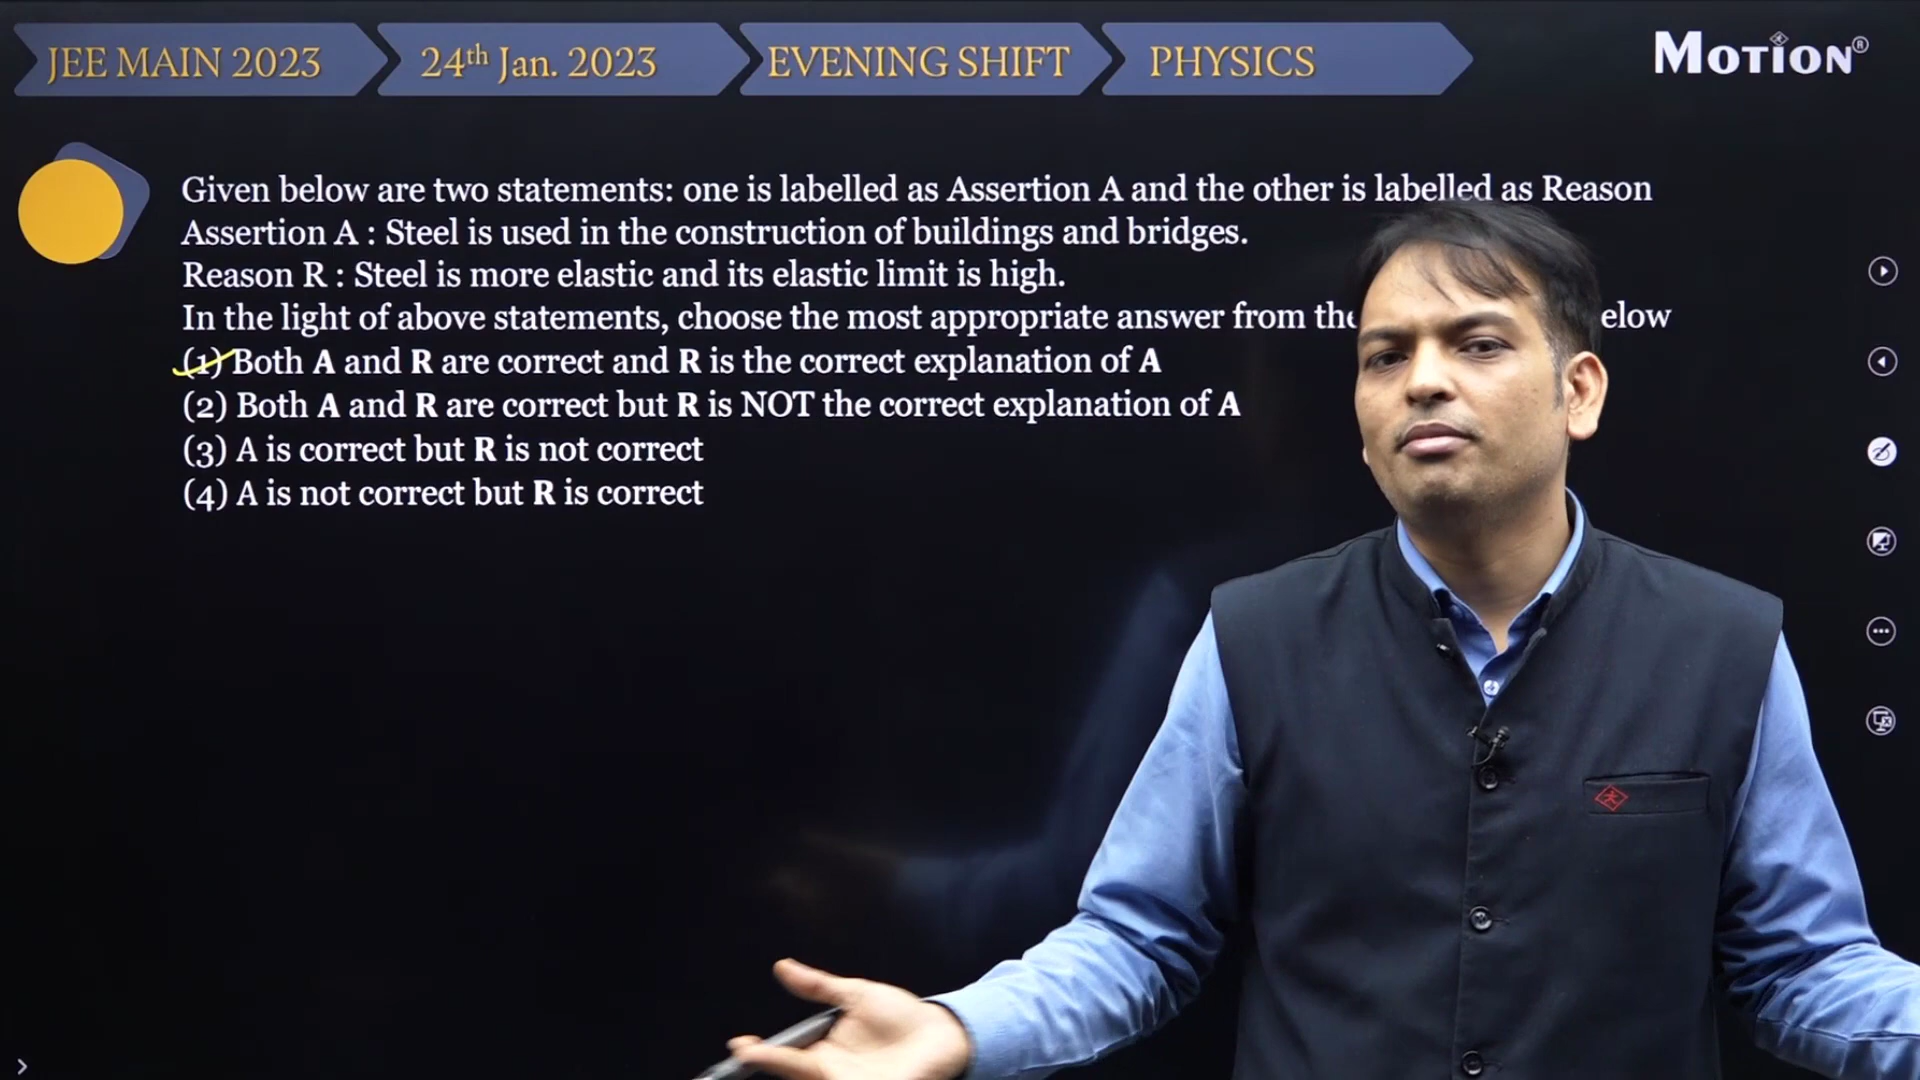 JEE MAIN 2023
24th Jan. 2023
EVENING SHIFT
PHYSICS
MOTION®
Given below are two statements: one is labelled as Assertion A and the other is labelled as Reason
Assertion A : Steel is used in the construction of buildings and bridges.
Reason R : Steel is more elastic and its elastic limit is high.
In the light of above statements, choose the most appropriate answer from the
(1) Both A and R are correct and R is the correct explanation of A
(2) Both A and R are correct but R is NOT the correct explanation of A
(3) A is correct but R is not correct
(4) A is not correct but R is correct